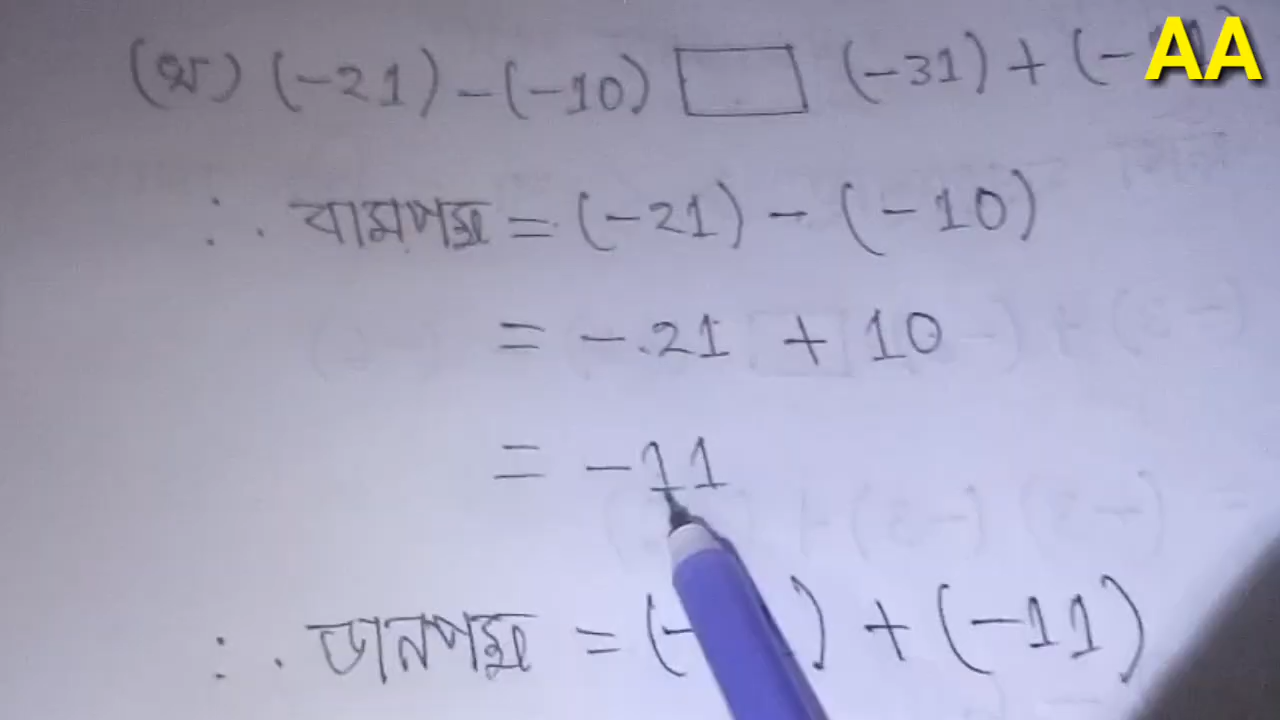 (খ) (-21) - (-10) □ (-31) + (-
AA
∴ বামপক্ষ = (-21) - (-10)
= -21 + 10
= -11
∴ ডানপক্ষ = (- ) + (-11)